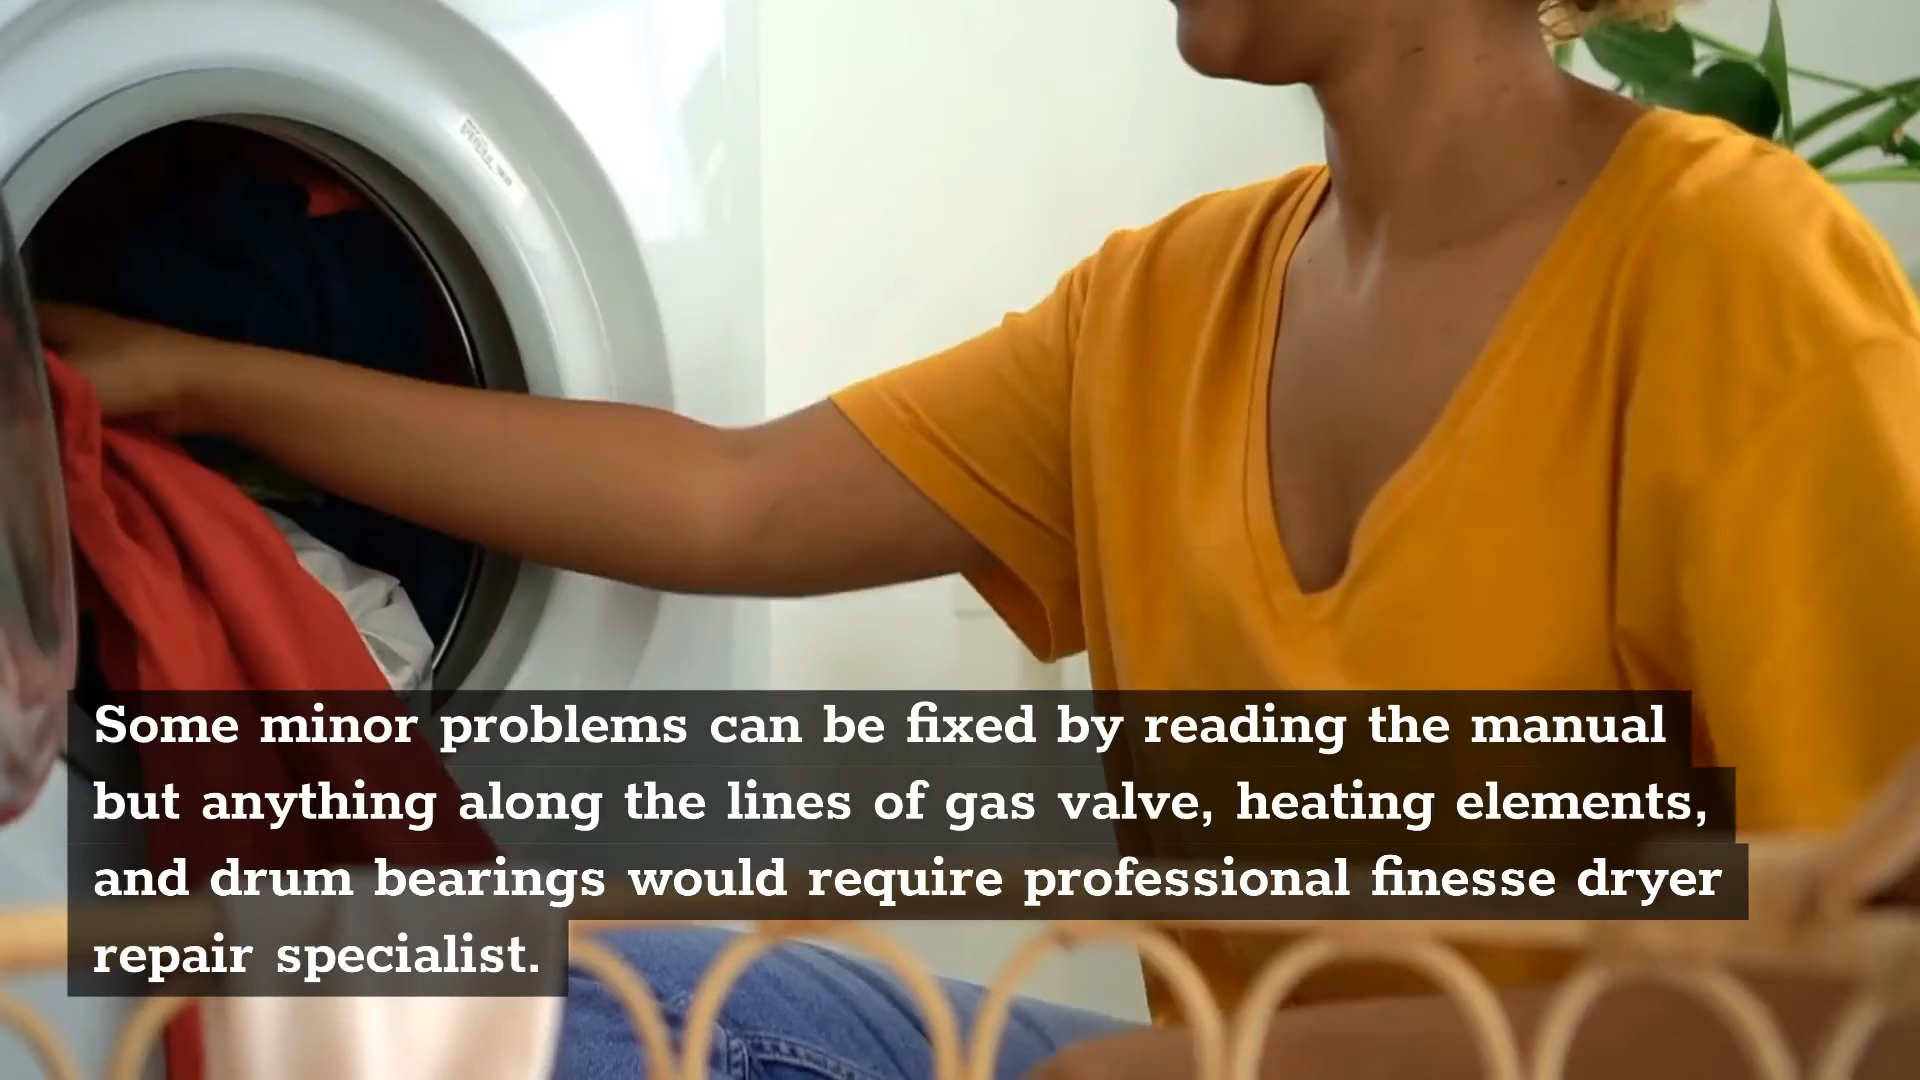 Some minor problems can be fixed by reading the manual
but anything along the lines of gas valve, heating elements,
and drum bearings would require professional finesse dryer
repair specialist.